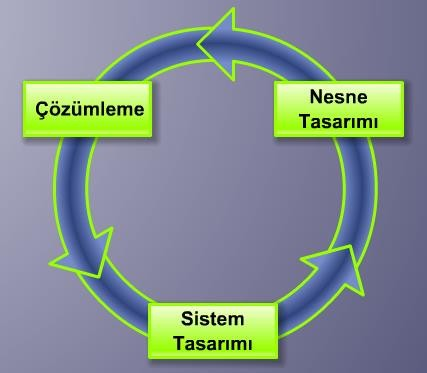 Çözümleme
Nesne
Tasarımı
Sistem
Tasarımı